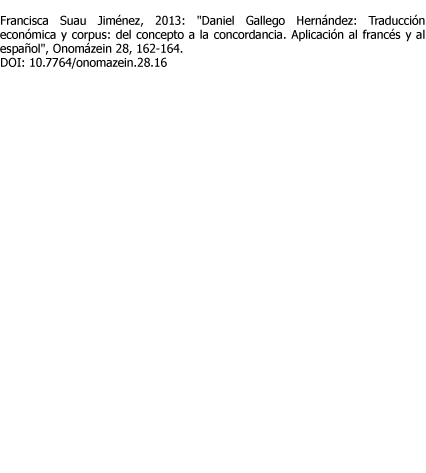 Francisca Suau Jiménez, 2013: "Daniel Gallego Hernández: Traducción
económica y corpus: del concepto a la concordancia. Aplicación al francés y al
español", Onomázein 28, 162-164.
DOI: 10.7764/onomazein.28.16